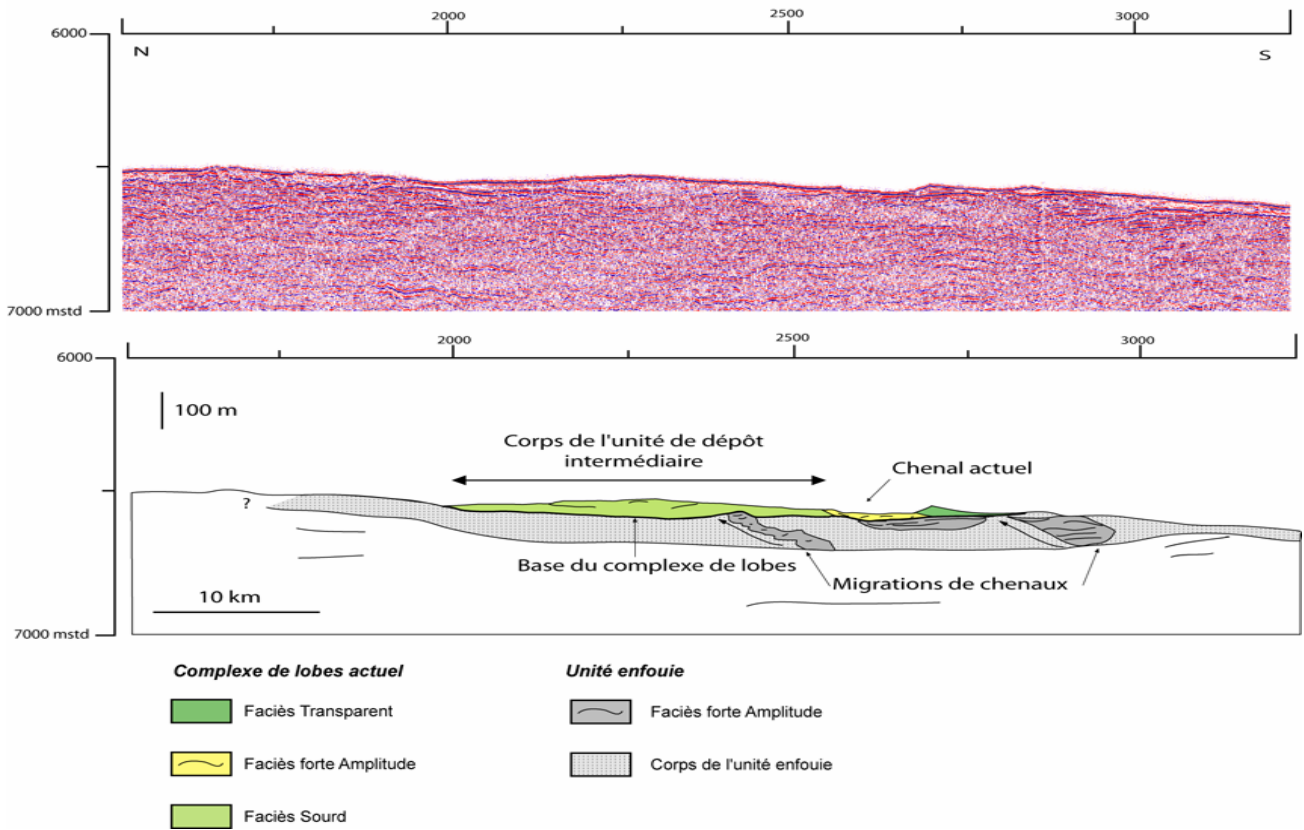 2000 2500 3000
6000
N S
7000 mstd
2000 2500 3000
6000
100 m
Corps de l'unité de dépôt
intermédiaire
Chenal actuel
?
Base du complexe de lobes
Migrations de chenaux
10 km
7000 mstd
Complexe de lobes actuel
Faciès Transparent
Faciès forte Amplitude
Faciès Sourd
Unité enfouie
Faciès forte Amplitude
Corps de l'unité enfouie